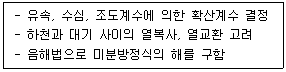 - 유속, 수심, 조도계수에 의한 확산계수 결정
- 하천과 대기 사이의 열복사, 열교환 고려
- 음해법으로 미분방정식의 해를 구함